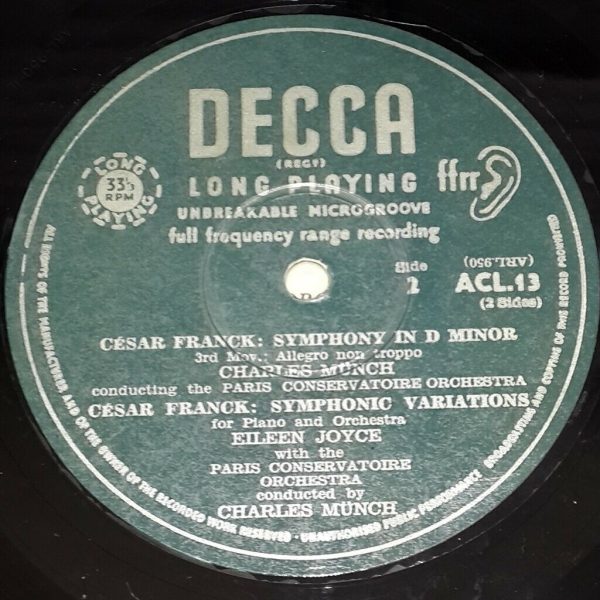 DECCA
(REGD)
LONG PLAYING
33⅓
RPM
LONG PLAYING
ffrr
UNBREAKABLE MICROGROOVE
full frequency range recording
Side
2
(ARL.950)
ACL.13
(2 Sides)
CÉSAR FRANCK: SYMPHONY IN D MINOR
3rd Mov.: Allegro non troppo
CHARLES MÜNCH
conducting the PARIS CONSERVATOIRE ORCHESTRA
CÉSAR FRANCK: SYMPHONIC VARIATIONS
for Piano and Orchestra
EILEEN JOYCE
with the
PARIS CONSERVATOIRE
ORCHESTRA
conducted by
CHARLES MÜNCH
ALL RIGHTS OF THE MANUFACTURER AND OF THE OWNER OF THE RECORDED WORK RESERVED · UNAUTHORISED PUBLIC PERFORMANCE BROADCASTING AND COPYING OF THIS RECORD PROHIBITED